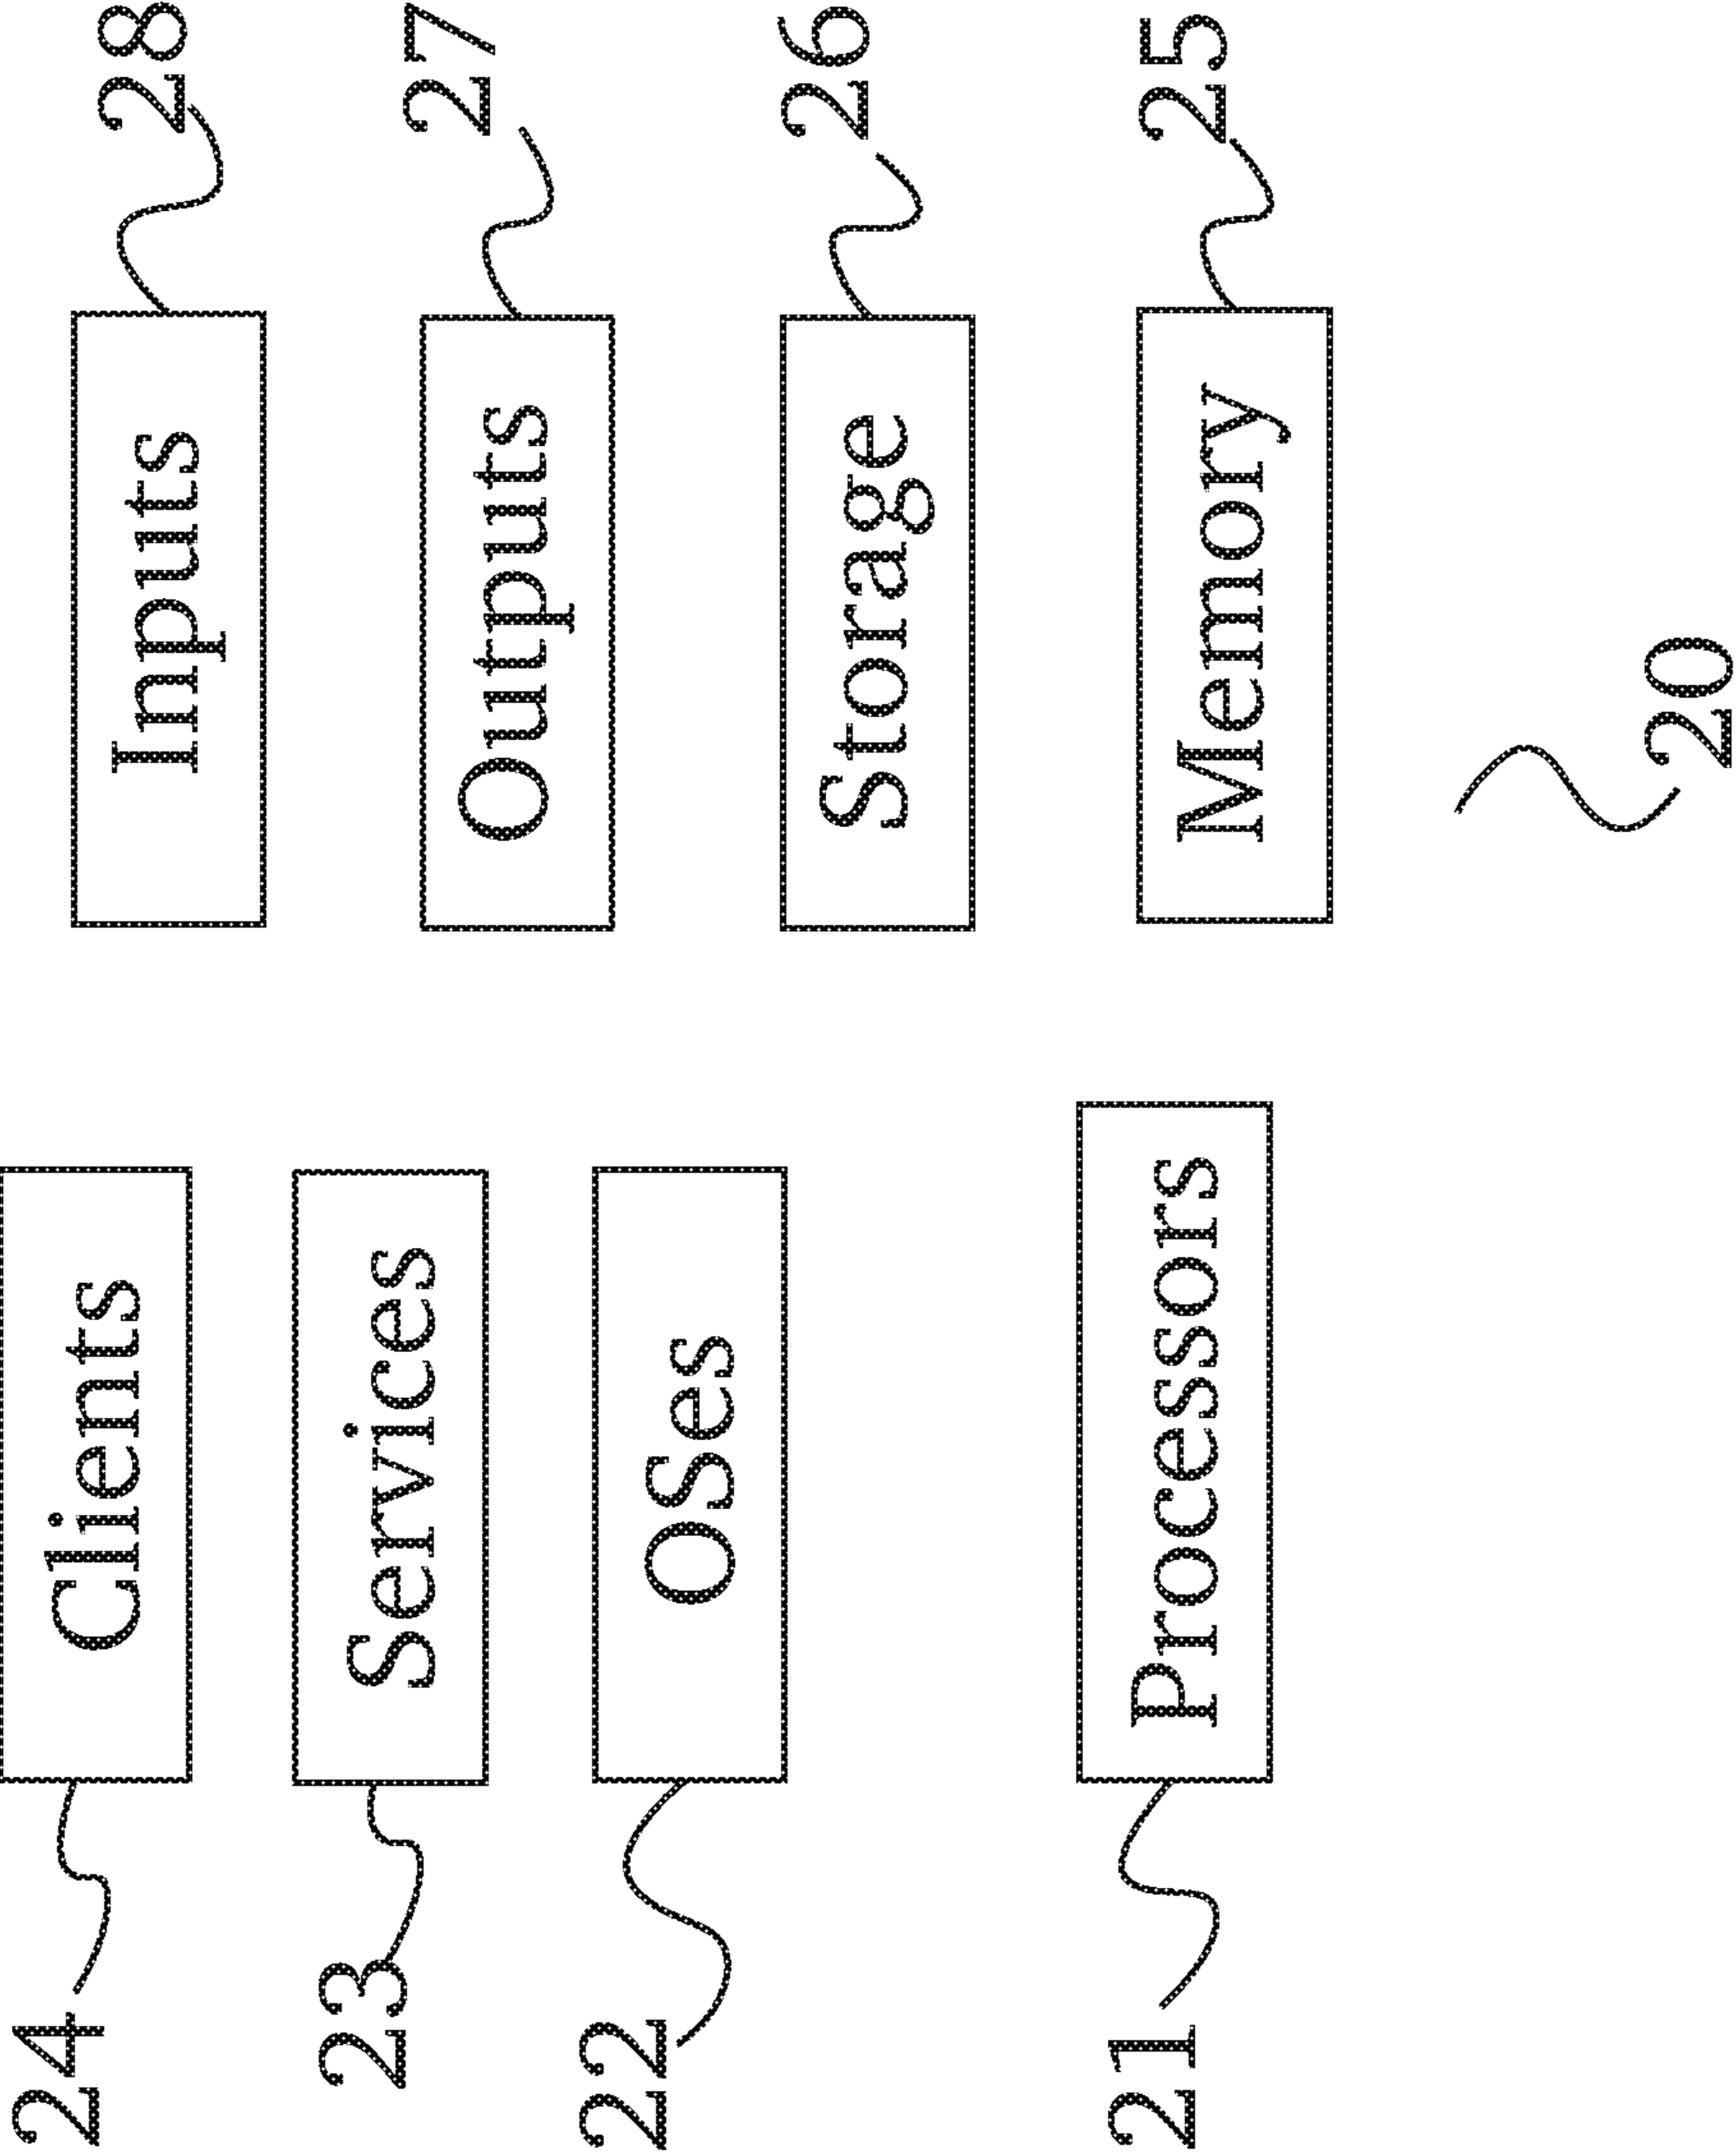 24 Clients
Inputs 28
23 Services
Outputs 27
22 OSes
Storage 26
21 Processors
Memory 25
20